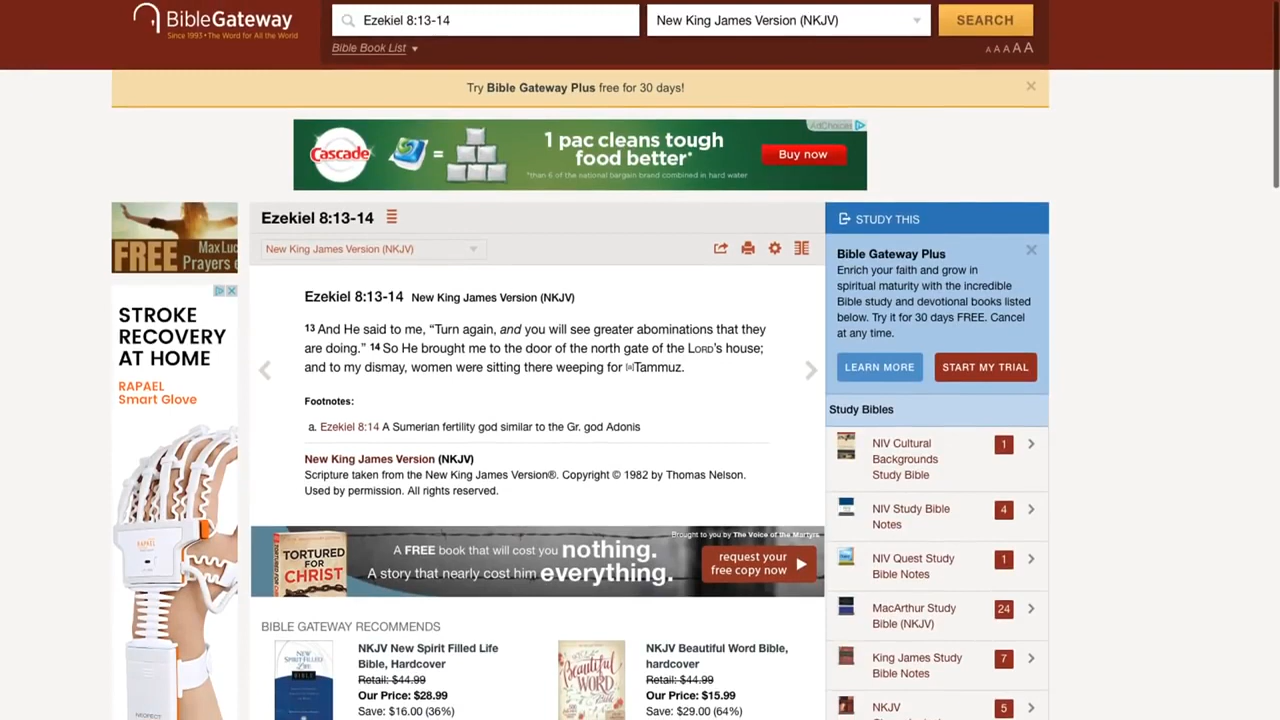 BibleGateway
Since 1993 • The Word for All the World
Ezekiel 8:13-14
New King James Version (NKJV)
SEARCH
Bible Book List
A A A A A
Try Bible Gateway Plus free for 30 days!
AdChoices
Cascade
=
1 pac cleans tough
food better*
*than 6 of the national bargain brand combined in hard water
Buy now
FREE Max Luc
Prayers
STROKE
RECOVERY
AT HOME
RAPAEL
Smart Glove
Ezekiel 8:13-14
New King James Version (NKJV)
Ezekiel 8:13-14 New King James Version (NKJV)
13 And He said to me, “Turn again, and you will see greater abominations that they
are doing.” 14 So He brought me to the door of the north gate of the LORD’s house;
and to my dismay, women were sitting there weeping for [a]Tammuz.
Footnotes:
a. Ezekiel 8:14 A Sumerian fertility god similar to the Gr. god Adonis
New King James Version (NKJV)
Scripture taken from the New King James Version®. Copyright © 1982 by Thomas Nelson.
Used by permission. All rights reserved.
TORTURED
FOR
CHRIST
Brought to you by The Voice of the Martyrs
A FREE book that will cost you nothing.
A story that nearly cost him everything.
request your
free copy now
BIBLE GATEWAY RECOMMENDS
NEW
SPIRIT FILLED
LIFE
BIBLE
NKJV New Spirit Filled Life
Bible, Hardcover
Retail: $44.99
Our Price: $28.99
Save: $16.00 (36%)
Beautiful
WORD
NKJV Beautiful Word Bible,
hardcover
Retail: $44.99
Our Price: $15.99
Save: $29.00 (64%)
STUDY THIS
Bible Gateway Plus
Enrich your faith and grow in
spiritual maturity with the incredible
Bible study and devotional books listed
below. Try it for 30 days FREE. Cancel
at any time.
LEARN MORE
START MY TRIAL
Study Bibles
NIV Cultural
Backgrounds
Study Bible
1
NIV Study Bible
Notes
4
NIV Quest Study
Bible Notes
1
MacArthur Study
Bible (NKJV)
24
King James Study
Bible Notes
7
NKJV
5